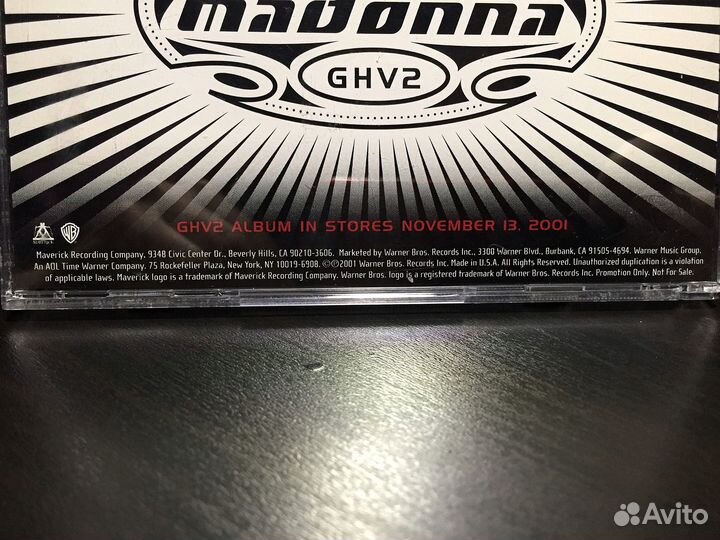 madonna
GHV2
GHV2 ALBUM IN STORES NOVEMBER 13, 2001
Maverick Recording Company. 9348 Civic Center Dr., Beverly Hills, CA 90210-3606. Marketed by Warner Bros. Records Inc., 3300 Warner Blvd., Burbank, CA 91505-4694. Warner Music Group.
An AOL Time Warner Company. 75 Rockefeller Plaza, New York, NY 10019-6908. ©℗2001 Warner Bros. Records Inc. Made in U.S.A. All Rights Reserved. Unauthorized duplication is a violation
of applicable laws. Maverick logo is a trademark of Maverick Recording Company. Warner Bros. logo is a registered trademark of Warner Bros. Records Inc. Promotion Only. Not For Sale.
Avito